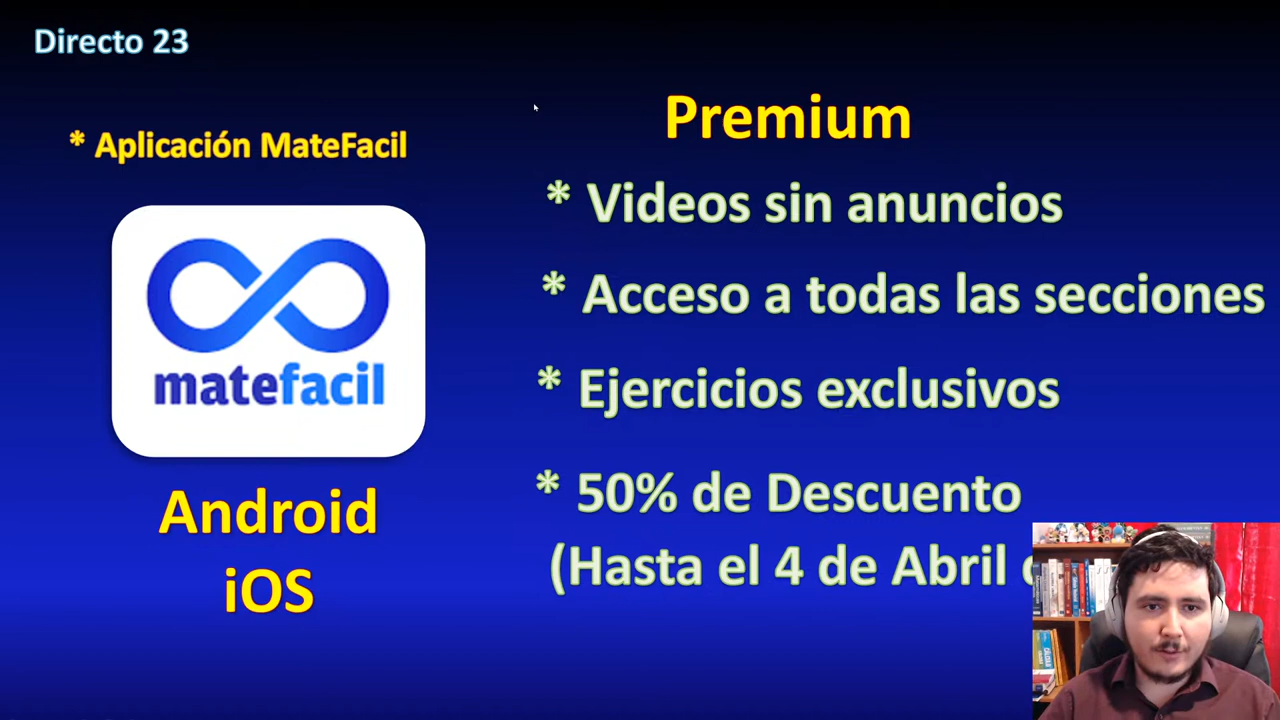 Directo 23
* Aplicación MateFacil
matefacil
Android
iOS
Premium
* Videos sin anuncios
* Acceso a todas las secciones
* Ejercicios exclusivos
* 50% de Descuento
(Hasta el 4 de Abril